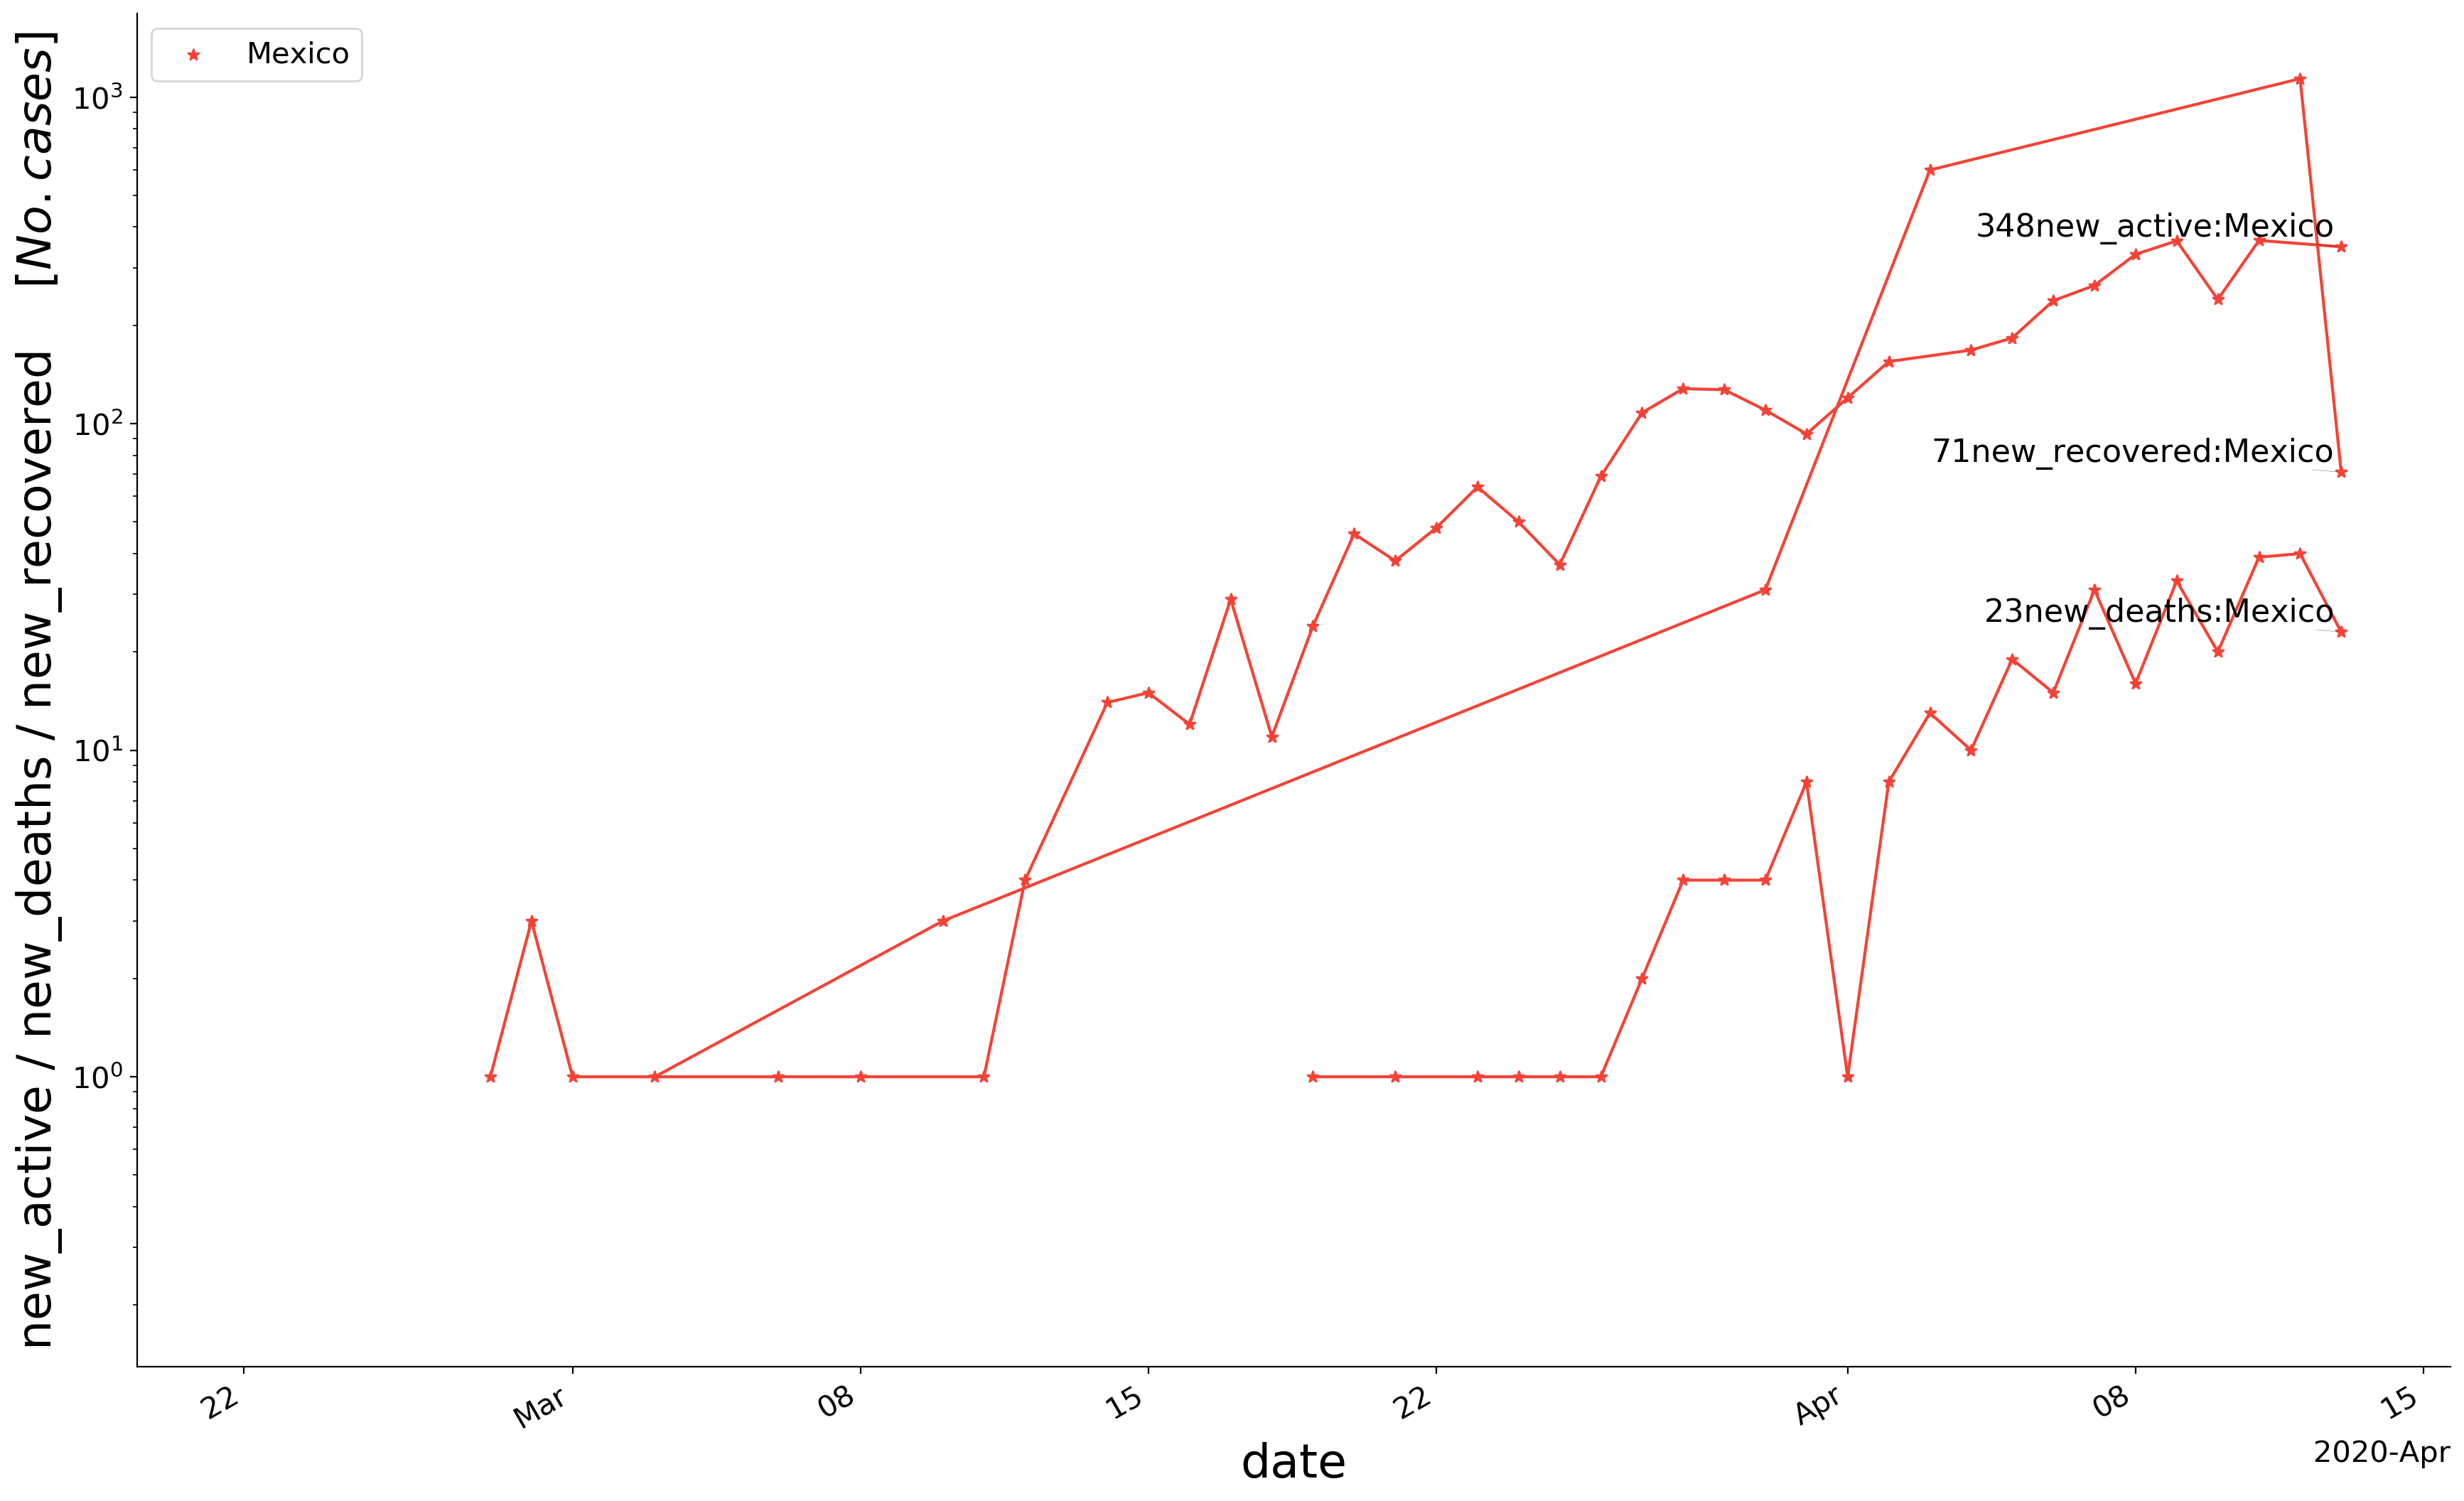 new_active / new_deaths / new_recovered [No. cases]
Mexico
10³
10²
10¹
10⁰
348new_active:Mexico
71new_recovered:Mexico
23new_deaths:Mexico
22
Mar
08
15
22
Apr
08
15
date
2020-Apr